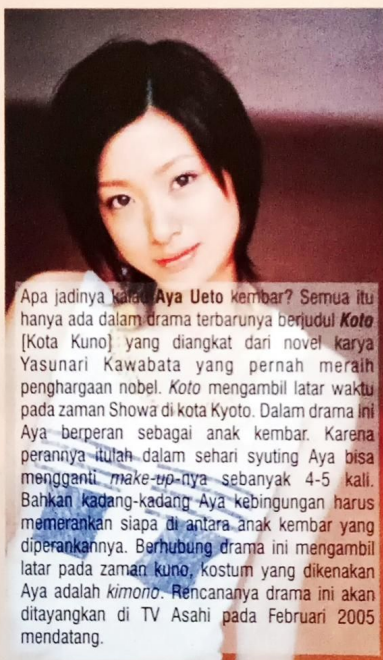 Apa jadinya kalau Aya Ueto kembar? Semua itu
hanya ada dalam drama terbarunya berjudul Koto
[Kota Kuno] yang diangkat dari novel karya
Yasunari Kawabata yang pernah meraih
penghargaan nobel. Koto mengambil latar waktu
pada zaman Showa di kota Kyoto. Dalam drama ini
Aya berperan sebagai anak kembar. Karena
perannya itulah dalam sehari syuting Aya bisa
mengganti make-up-nya sebanyak 4-5 kali.
Bahkan kadang-kadang Aya kebingungan harus
memerankan siapa di antara anak kembar yang
diperankannya. Berhubung drama ini mengambil
latar pada zaman kuno, kostum yang dikenakan
Aya adalah kimono. Rencananya drama ini akan
ditayangkan di TV Asahi pada Februari 2005
mendatang.